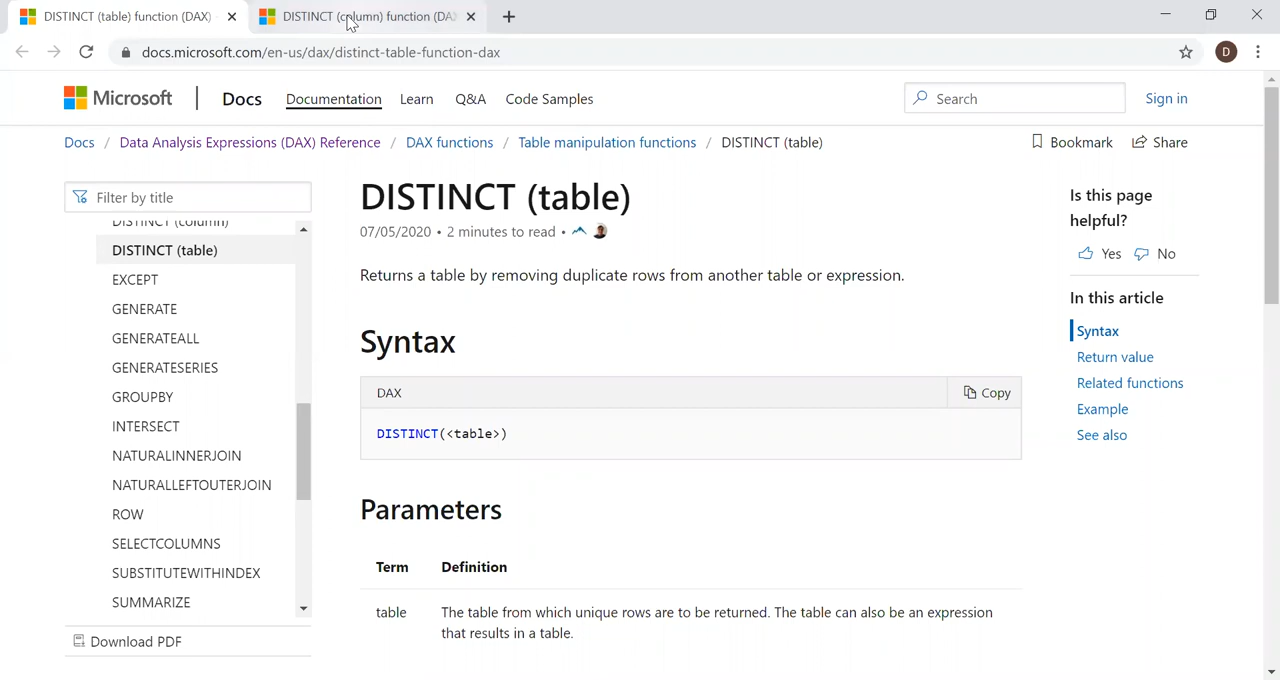 DISTINCT (table) function (DAX)
DISTINCT (column) function (DAX
docs.microsoft.com/en-us/dax/distinct-table-function-dax
D
Microsoft
Docs
Documentation
Learn
Q&A
Code Samples
Search
Sign in
Docs / Data Analysis Expressions (DAX) Reference / DAX functions / Table manipulation functions / DISTINCT (table)
Bookmark
Share
Filter by title
DISTINCT (column)
DISTINCT (table)
EXCEPT
GENERATE
GENERATEALL
GENERATESERIES
GROUPBY
INTERSECT
NATURALINNERJOIN
NATURALLEFTOUTERJOIN
ROW
SELECTCOLUMNS
SUBSTITUTEWITHINDEX
SUMMARIZE
Download PDF
DISTINCT (table)
07/05/2020 • 2 minutes to read •
Returns a table by removing duplicate rows from another table or expression.
Syntax
DAX
Copy
DISTINCT(<table>)
Parameters
Term Definition
table The table from which unique rows are to be returned. The table can also be an expression
that results in a table.
Is this page
helpful?
Yes No
In this article
Syntax
Return value
Related functions
Example
See also